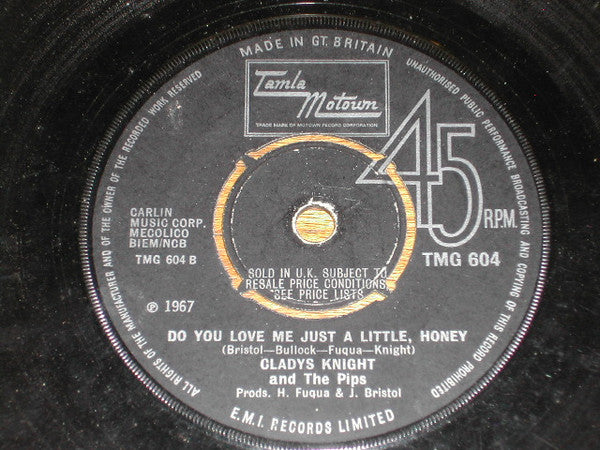 MADE IN GT. BRITAIN
UNAUTHORISED PUBLIC PERFORMANCE BROADCASTING AND COPYING OF THIS RECORD PROHIBITED
ALL RIGHTS OF THE MANUFACTURER AND OF THE OWNER OF THE RECORDED WORK RESERVED
Tamla
Motown
TRADE MARK OF MOTOWN RECORD CORPORATION
45
R.P.M.
CARLIN
MUSIC CORP.
MECOLICO
BIEM/NCB
TMG 604 B
TMG 604
SOLD IN U.K. SUBJECT TO
RESALE PRICE CONDITIONS,
SEE PRICE LISTS
℗ 1967
DO YOU LOVE ME JUST A LITTLE, HONEY
(Bristol—Bullock—Fuqua—Knight)
GLADYS KNIGHT
and The Pips
Prods. H. Fuqua & J. Bristol
E.M.I. RECORDS LIMITED